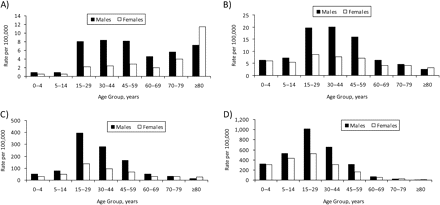 A)
Males Females
Rate per 100,000
12
10
8
6
4
2
0
0–4 5–14 15–29 30–44 45–59 60–69 70–79 ≥80
Age Group, years
B)
Males Females
Rate per 100,000
25
20
15
10
5
0
0–4 5–14 15–29 30–44 45–59 60–69 70–79 ≥80
Age Group, years
C)
Males Females
Rate per 100,000
500
400
300
200
100
0
0–4 5–14 15–29 30–44 45–59 60–69 70–79 ≥80
Age Group, years
D)
Males Females
Rate per 100,000
1,200
1,000
800
600
400
200
0
0–4 5–14 15–29 30–44 45–59 60–69 70–79 ≥80
Age Group, years